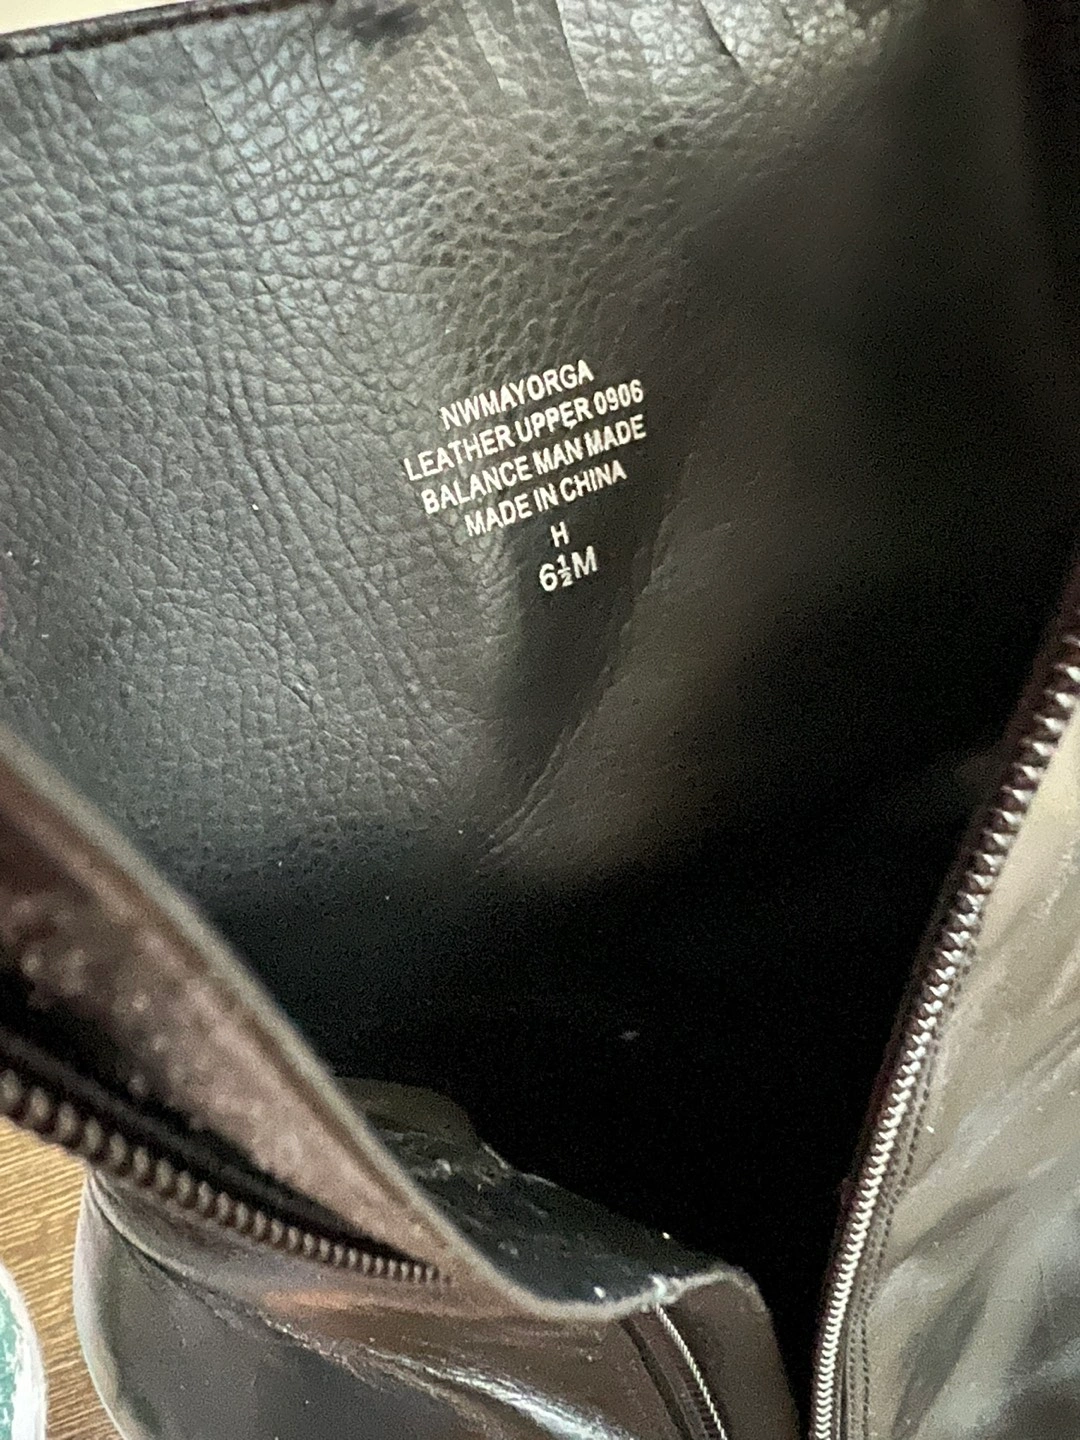 NWMAYORGA
LEATHER UPPER 0906
BALANCE MAN MADE
MADE IN CHINA
H
6½M